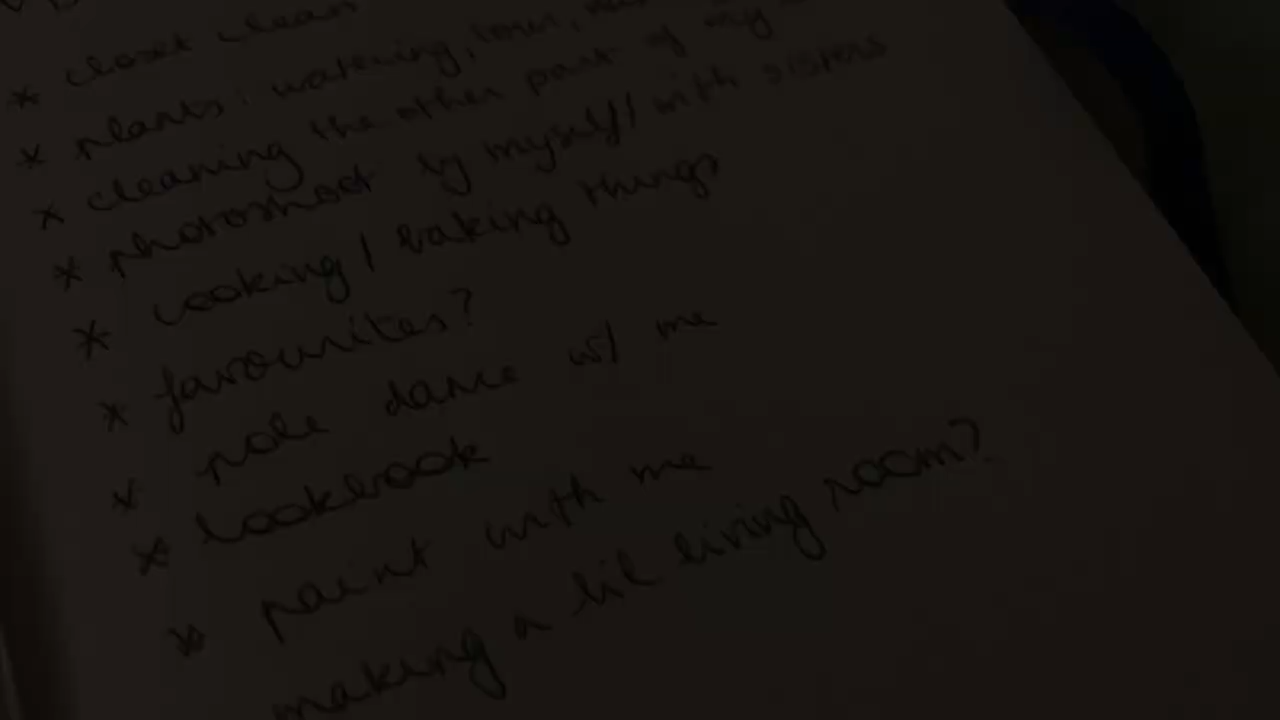 * closet clean
* plants: watering,
* cleaning the other part of my
* photoshoot by myself/ with sisters
* cooking/ baking things
* favourites?
* pole dance w/ me
* lookbook
* paint with me
making a lil living room?